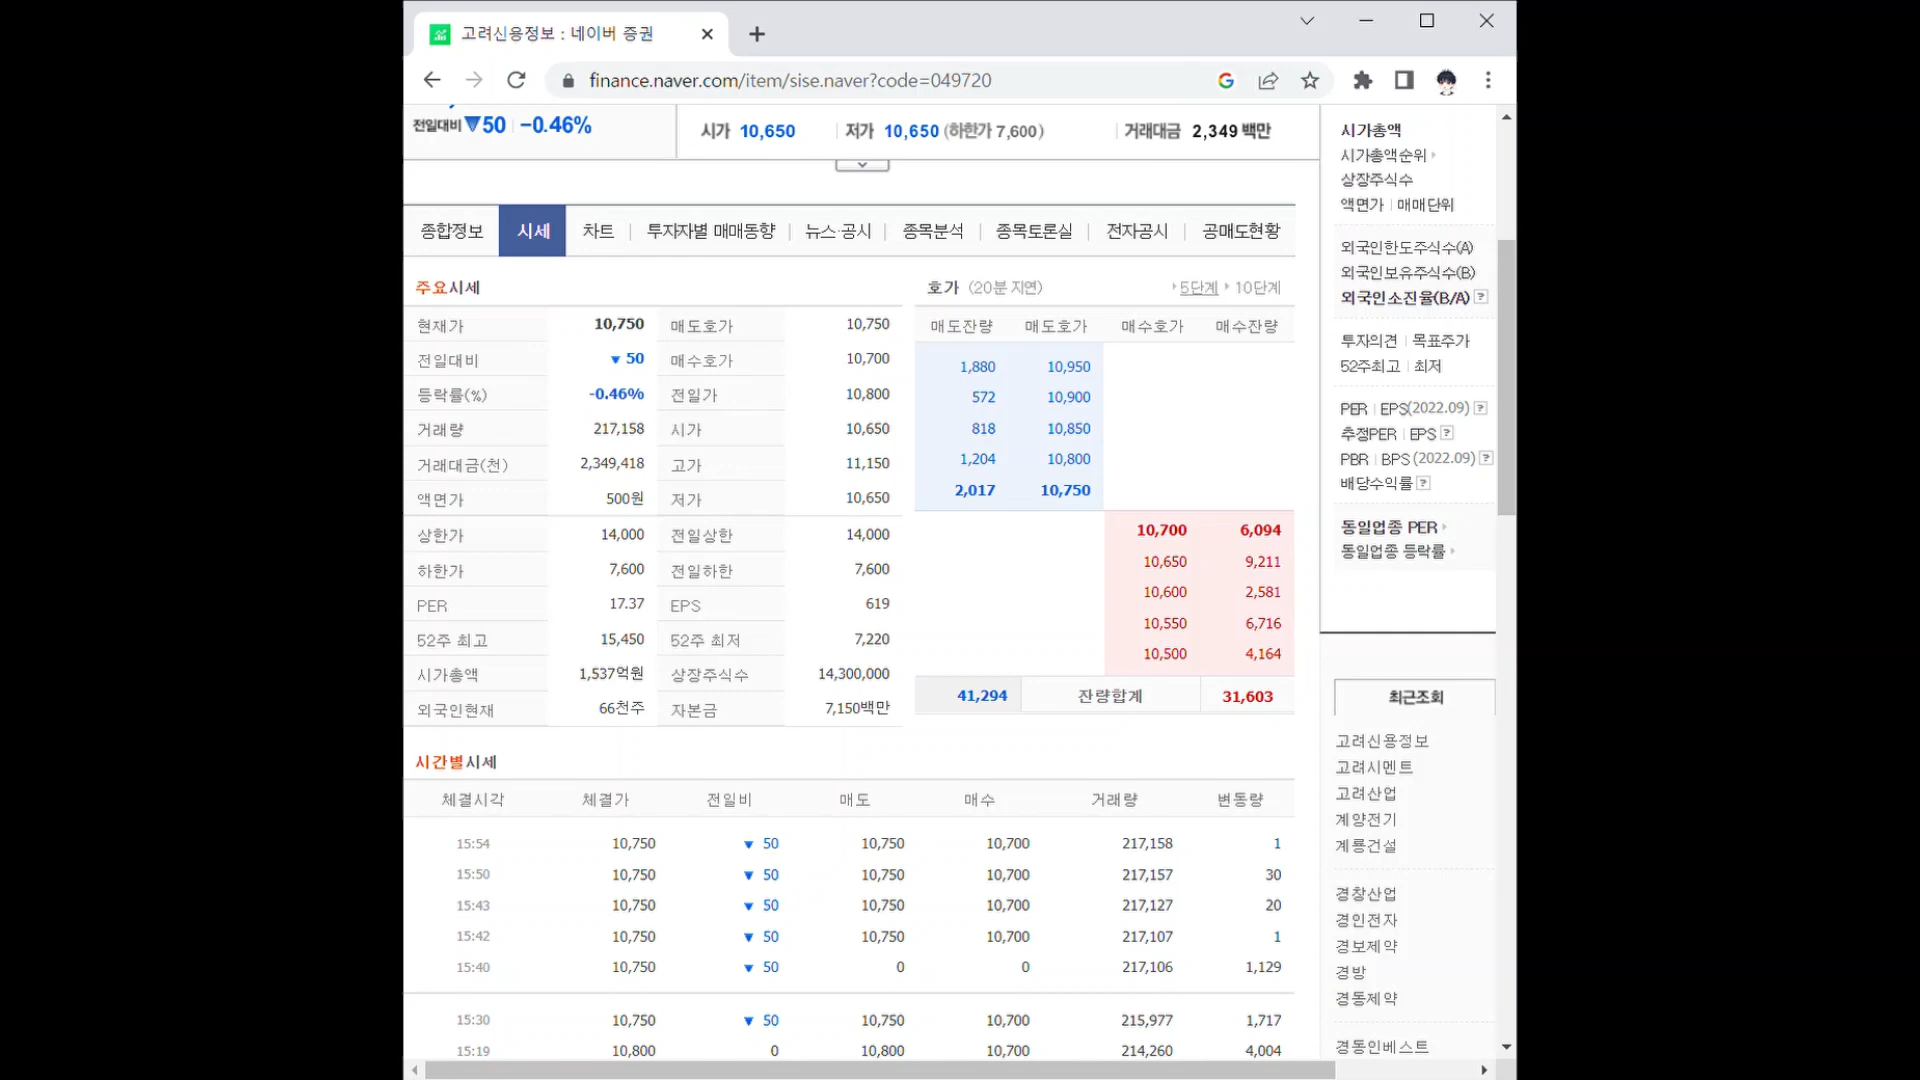 고려신용정보 : 네이버 증권
finance.naver.com/item/sise.naver?code=049720
전일대비 ▼50 | -0.46%
시가 10,650 저가 10,650 (하한가 7,600) 거래대금 2,349 백만
종합정보 시세 차트 투자자별 매매동향 뉴스·공시 종목분석 종목토론실 전자공시 공매도현황
주요시세
현재가 10,750 매도호가 10,750
전일대비 ▼ 50 매수호가 10,700
등락률(%) -0.46% 전일가 10,800
거래량 217,158 시가 10,650
거래대금(천) 2,349,418 고가 11,150
액면가 500원 저가 10,650
상한가 14,000 전일상한 14,000
하한가 7,600 전일하한 7,600
PER 17.37 EPS 619
52주 최고 15,450 52주 최저 7,220
시가총액 1,537억원 상장주식수 14,300,000
외국인현재 66천주 자본금 7,150백만
호가 (20분 지연) 5단계 10단계
매도잔량 매도호가 매수호가 매수잔량
1,880 10,950
572 10,900
818 10,850
1,204 10,800
2,017 10,750
10,700 6,094
10,650 9,211
10,600 2,581
10,550 6,716
10,500 4,164
41,294 잔량합계 31,603
시간별시세
체결시각 체결가 전일비 매도 매수 거래량 변동량
15:54 10,750 ▼ 50 10,750 10,700 217,158 1
15:50 10,750 ▼ 50 10,750 10,700 217,157 30
15:43 10,750 ▼ 50 10,750 10,700 217,127 20
15:42 10,750 ▼ 50 10,750 10,700 217,107 1
15:40 10,750 ▼ 50 0 0 217,106 1,129
15:30 10,750 ▼ 50 10,750 10,700 215,977 1,717
15:19 10,800 0 10,800 10,700 214,260 4,004
시가총액
시가총액순위
상장주식수
액면가 | 매매단위
외국인한도주식수(A)
외국인보유주식수(B)
외국인소진율(B/A) ?
투자의견 | 목표주가
52주최고 | 최저
PER | EPS(2022.09) ?
추정PER | EPS ?
PBR | BPS (2022.09) ?
배당수익률 ?
동일업종 PER
동일업종 등락률
최근조회
고려신용정보
고려시멘트
고려산업
계양전기
계룡건설
경창산업
경인전자
경보제약
경방
경동제약
경동인베스트